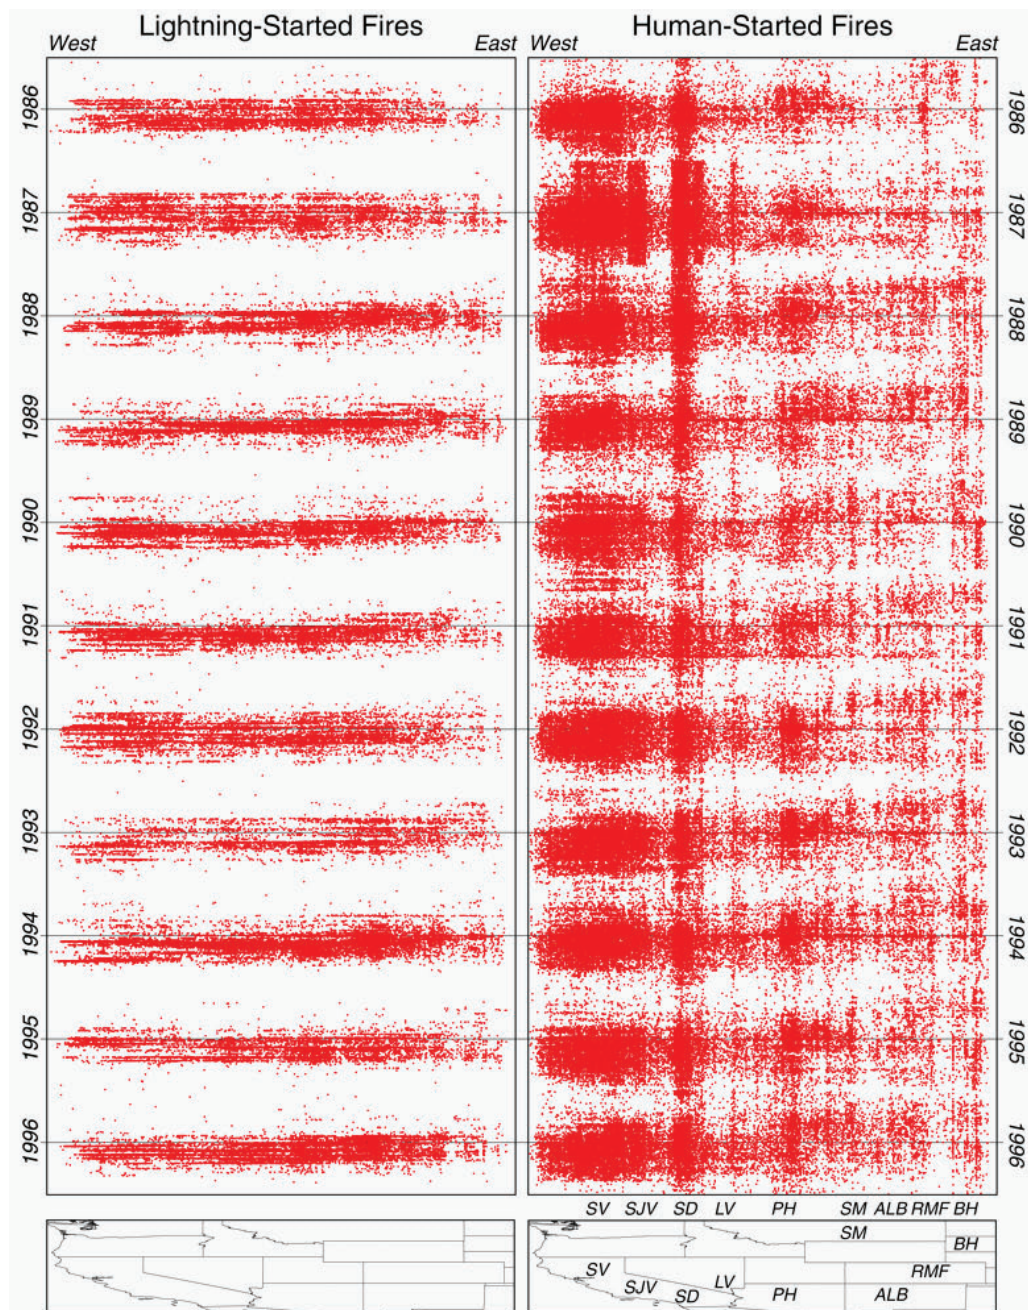 Lightning-Started Fires
Human-Started Fires
West
East
West
East
1986
1986
1987
1987
1988
1988
1989
1989
1990
1990
1991
1991
1992
1992
1993
1993
1994
1994
1995
1995
1996
1996
SV SJV SD LV PH SM ALB RMF BH
SM
BH
SV
RMF
SJV
LV
SD
PH
ALB